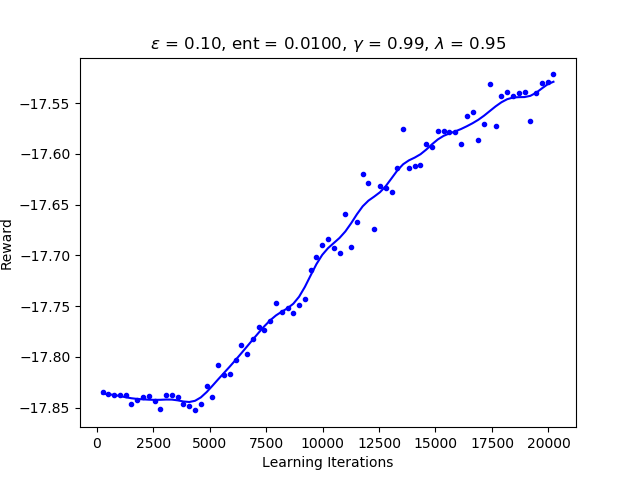 ε = 0.10, ent = 0.0100, γ = 0.99, λ = 0.95
−17.55
−17.60
−17.65
−17.70
−17.75
−17.80
−17.85
Reward
0 2500 5000 7500 10000 12500 15000 17500 20000
Learning Iterations